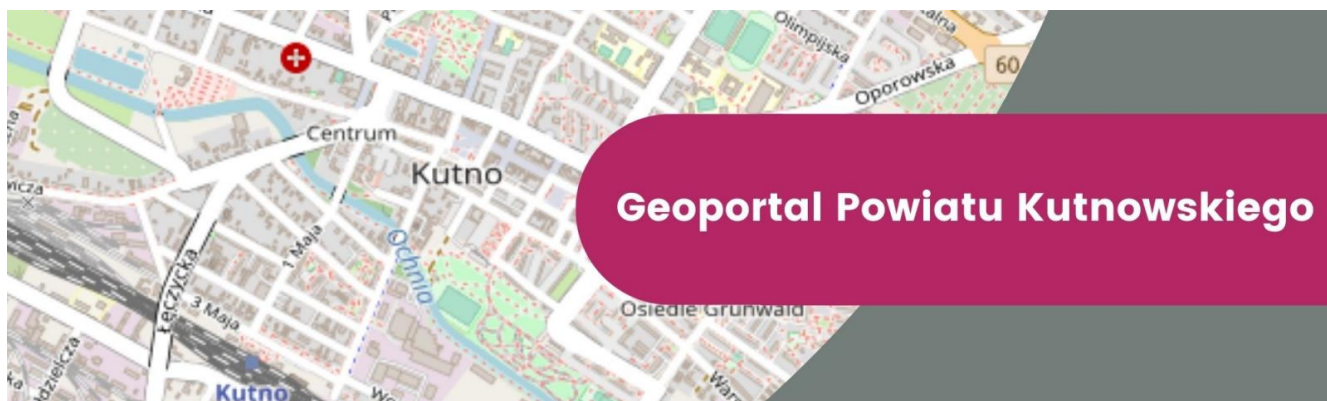 Olimpijska
60
Oporowska
Centrum
Kutno
Geoportal Powiatu Kutnowskiego
1 Maja
Ochnia
Łęczycka
3 Maja
Osiedle Grunwald
Kutno